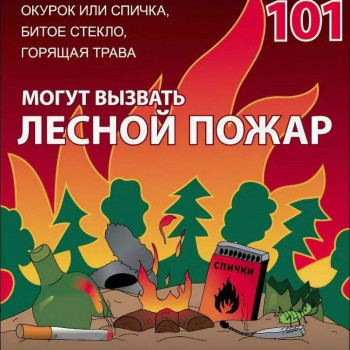 ОКУРОК ИЛИ СПИЧКА,
БИТОЕ СТЕКЛО,
ГОРЯЩАЯ ТРАВА
101
МОГУТ ВЫЗВАТЬ
ЛЕСНОЙ ПОЖАР
СПИЧКИ